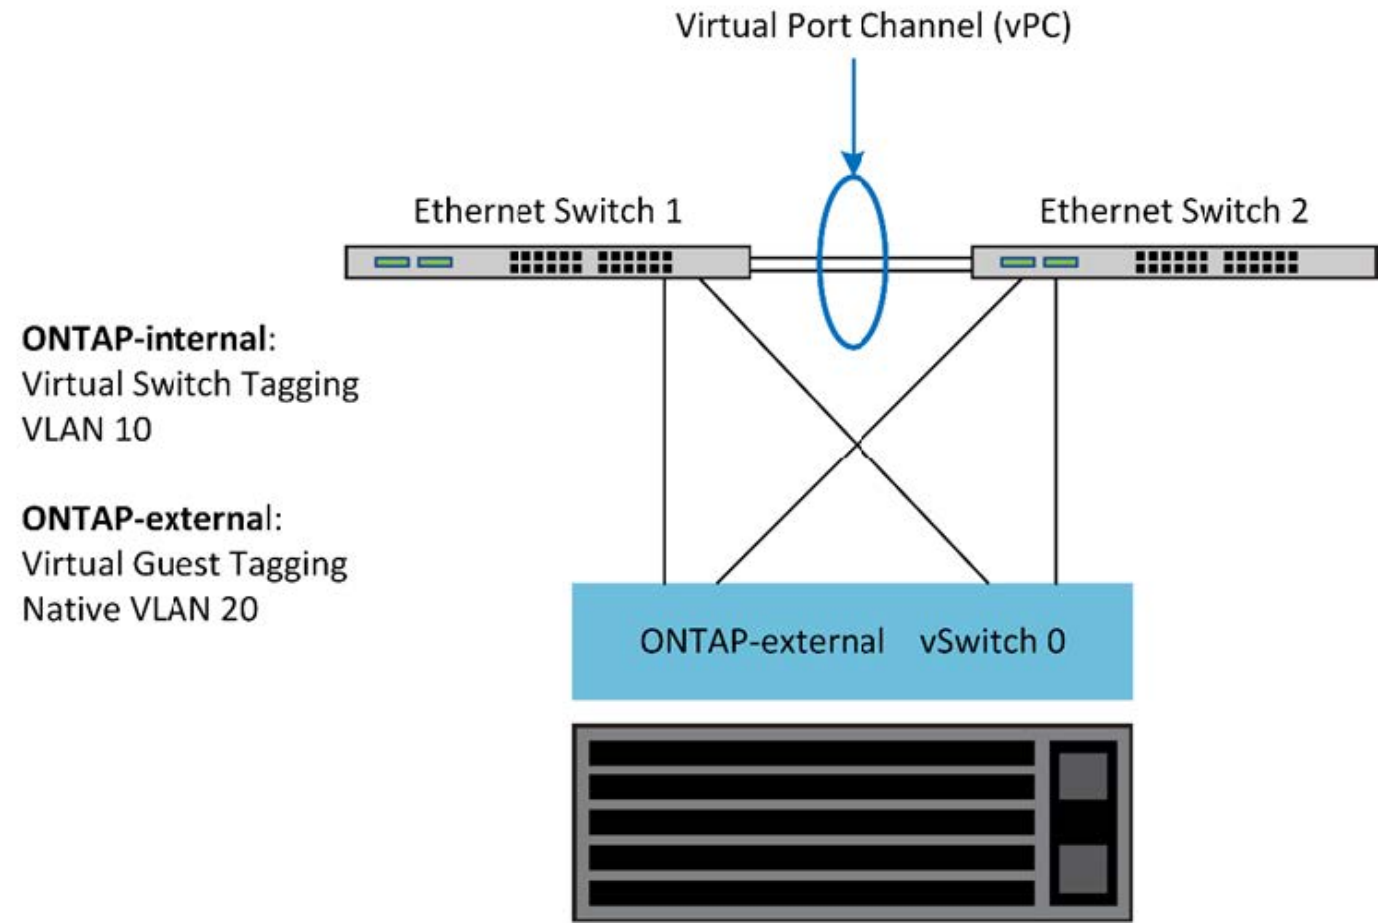 Virtual Port Channel (vPC)
Ethernet Switch 1
Ethernet Switch 2
ONTAP-internal:
Virtual Switch Tagging
VLAN 10
ONTAP-external:
Virtual Guest Tagging
Native VLAN 20
ONTAP-external vSwitch 0